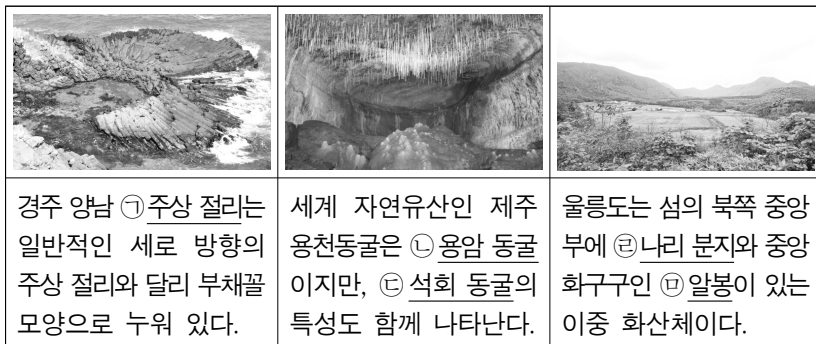 경주 양남 ㉠주상 절리는
일반적인 세로 방향의
주상 절리와 달리 부채꼴
모양으로 누워 있다.
세계 자연유산인 제주
용천동굴은 ㉡용암 동굴
이지만, ㉢석회 동굴의
특성도 함께 나타난다.
울릉도는 섬의 북쪽 중앙
부에 ㉣나리 분지와 중앙
화구구인 ㉤알봉이 있는
이중 화산체이다.